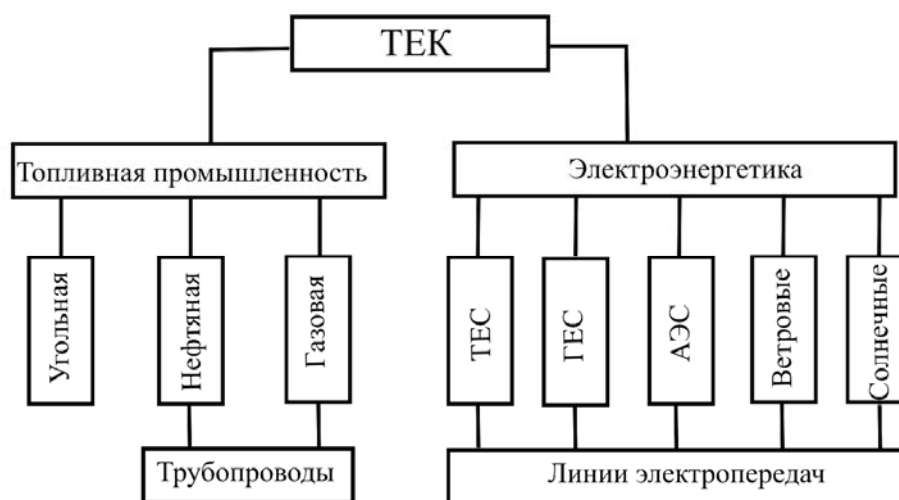 ТЕК
Топливная промышленность
Электроэнергетика
Угольная
Нефтяная
Газовая
ТЕС
ГЕС
АЭС
Ветровые
Солнечные
Трубопроводы
Линии электропередач